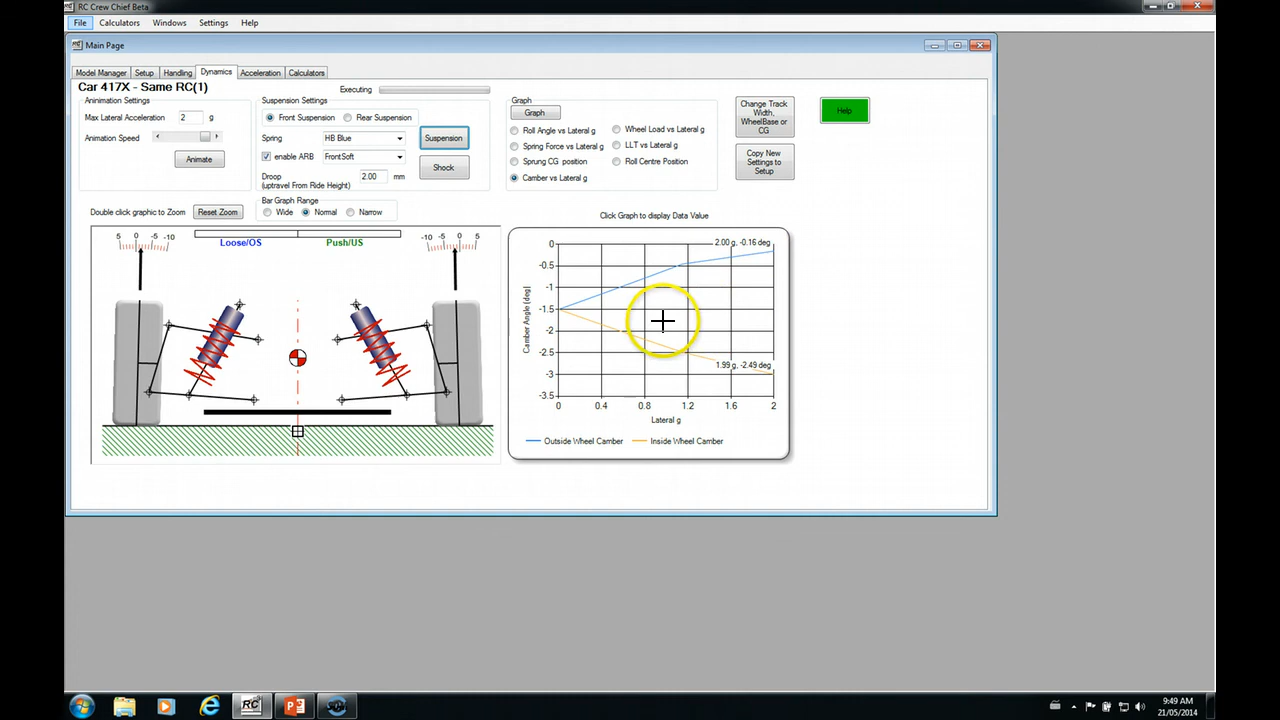 RC Crew Chief Beta
File Calculators Windows Settings Help
Main Page
Model Manager Setup Handling Dynamics Acceleration Calculators
Car 417X - Same RC(1)
Executing
Animimation Settings
Max Lateral Acceleration 2 g
Animation Speed
Animate
Suspension Settings
Front Suspension Rear Suspension
Spring HB Blue Suspension
enable ARB FrontSoft Shock
Droop
(uptravel From Ride Height) 2.00 mm
Graph
Graph
Roll Angle vs Lateral g Wheel Load vs Lateral g
Spring Force vs Lateral g LLT vs Lateral g
Sprung CG position Roll Centre Position
Camber vs Lateral g
Change Track
Width,
WheelBase or
CG
Copy New
Settings to
Setup
Help
Double click graphic to Zoom Reset Zoom
Bar Graph Range
Wide Normal Narrow
Click Graph to display Data Value
5 0 -5 -10
Loose/OS Push/US
-10 -5 0 5
2.00 g, -0.16 deg
1.99 g, -2.49 deg
Camber Angle (deg)
0
-0.5
-1
-1.5
-2
-2.5
-3
-3.5
0 0.4 0.8 1.2 1.6 2
Lateral g
Outside Wheel Camber Inside Wheel Camber
RC
9:49 AM
21/05/2014